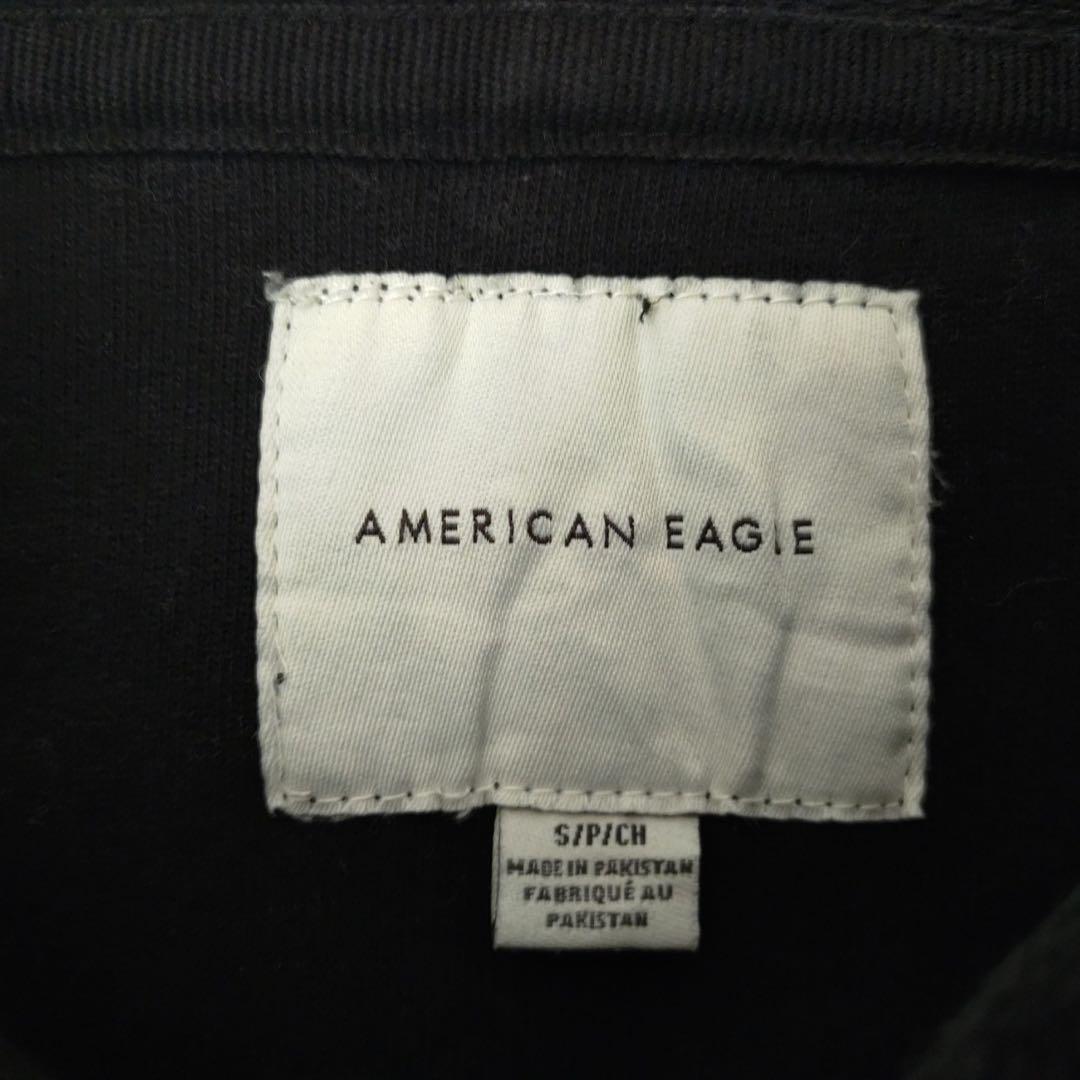 AMERICAN EAGLE
S/P/CH
MADE IN PAKISTAN
FABRIQUÉ AU
PAKISTAN